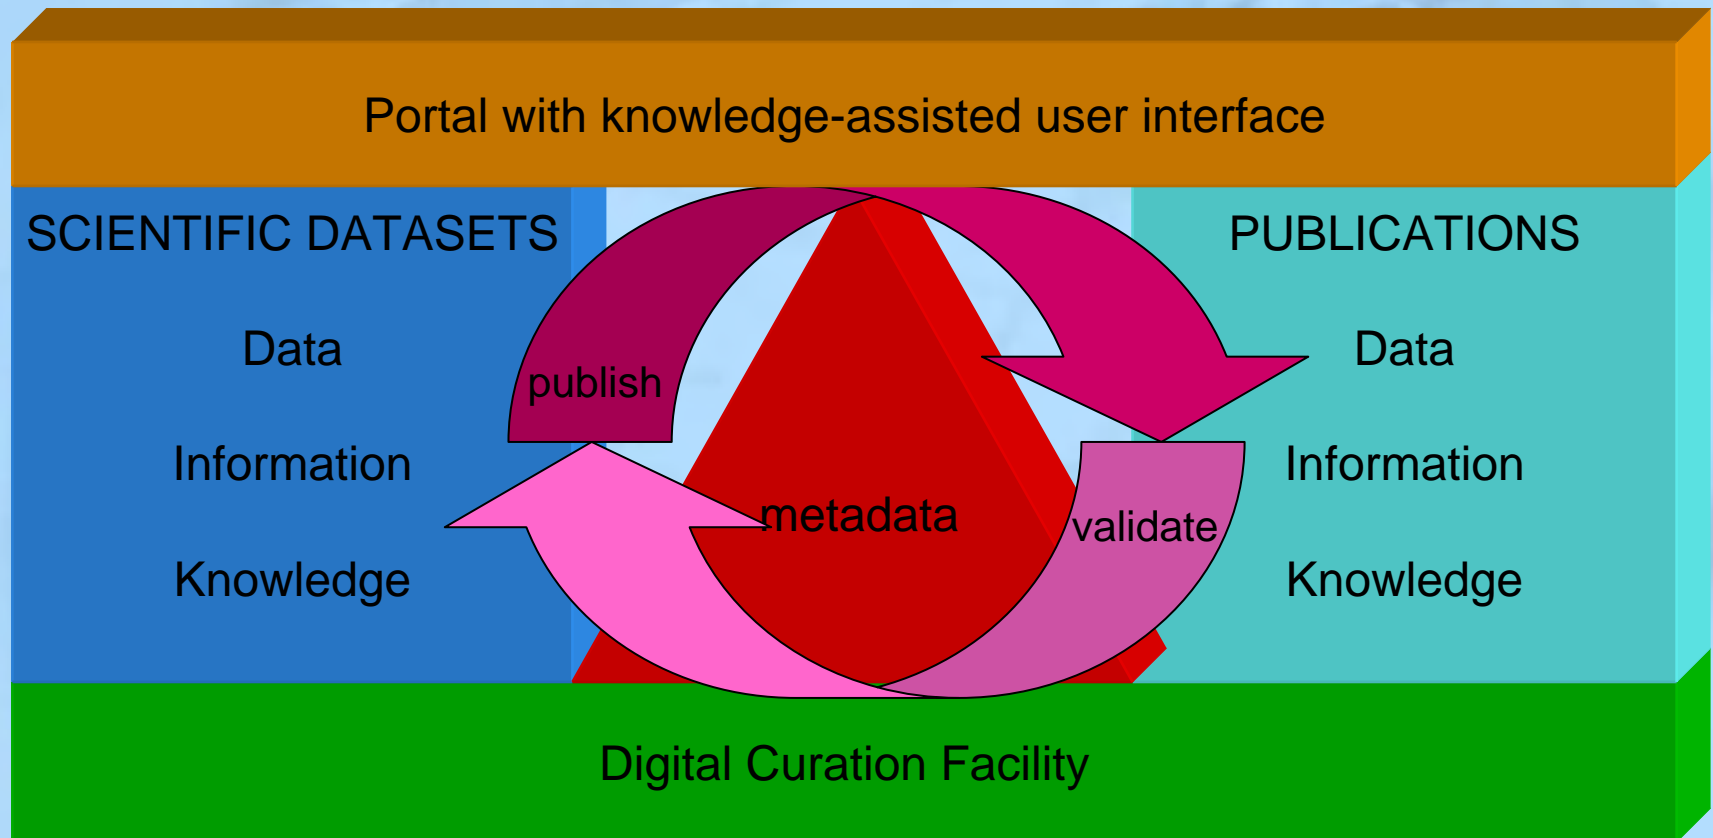 Portal with knowledge-assisted user interface
SCIENTIFIC DATASETS
Data
Information
Knowledge
publish
metadata
validate
PUBLICATIONS
Data
Information
Knowledge
Digital Curation Facility